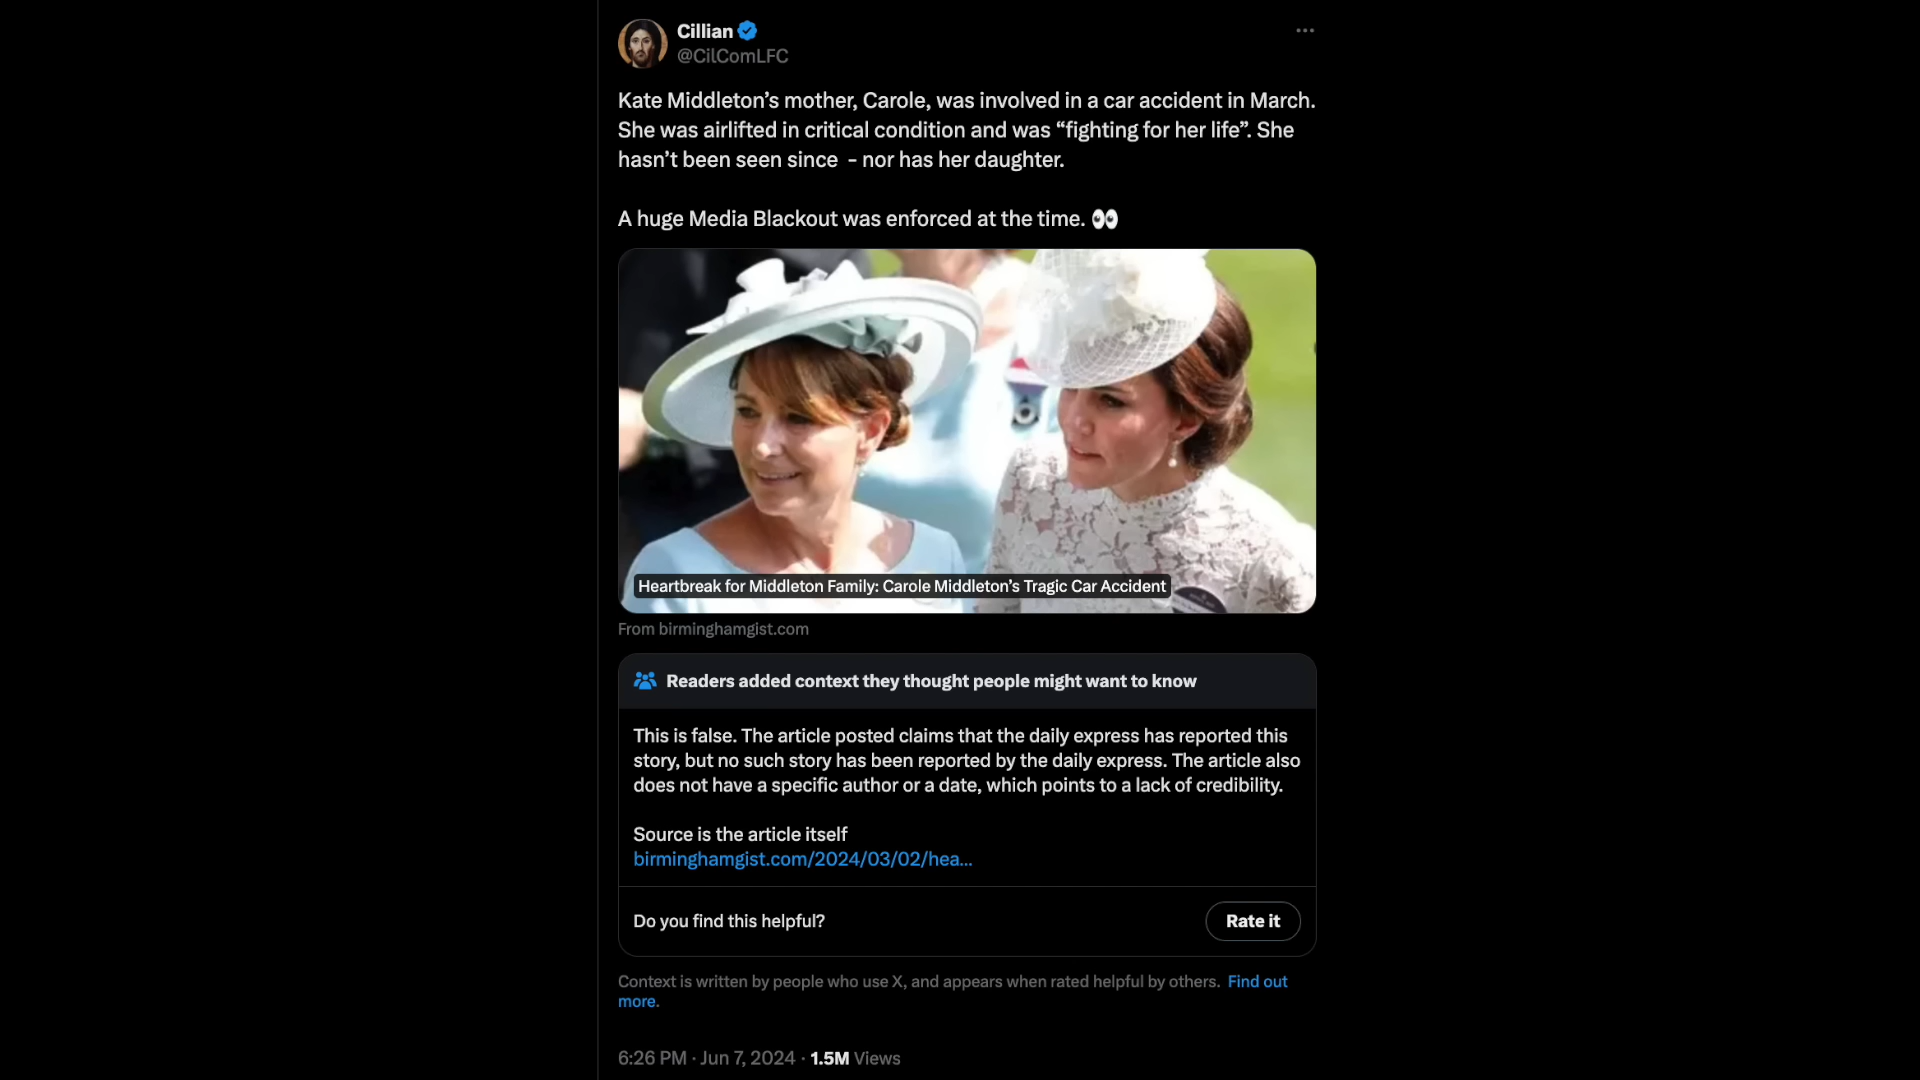 Cillian
@CilComLFC
Kate Middleton’s mother, Carole, was involved in a car accident in March.
She was airlifted in critical condition and was “fighting for her life”. She
hasn’t been seen since - nor has her daughter.
A huge Media Blackout was enforced at the time. 👀
Heartbreak for Middleton Family: Carole Middleton’s Tragic Car Accident
From birminghamgist.com
Readers added context they thought people might want to know
This is false. The article posted claims that the daily express has reported this
story, but no such story has been reported by the daily express. The article also
does not have a specific author or a date, which points to a lack of credibility.
Source is the article itself
birminghamgist.com/2024/03/02/hea…
Do you find this helpful?
Rate it
Context is written by people who use X, and appears when rated helpful by others. Find out
more.
6:26 PM · Jun 7, 2024 · 1.5M Views